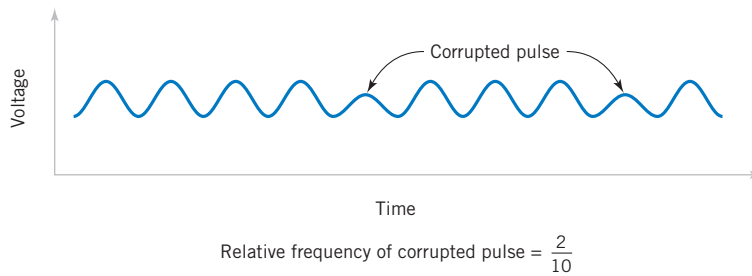 Corrupted pulse
Voltage
Time
Relative frequency of corrupted pulse = 2/10